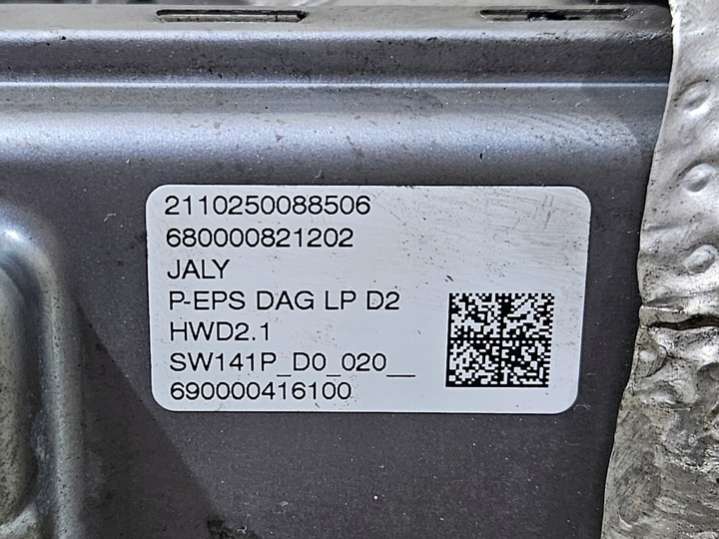 2110250088506
680000821202
JALY
P-EPS DAG LP D2
HWD2.1
SW141P_D0_020__
690000416100